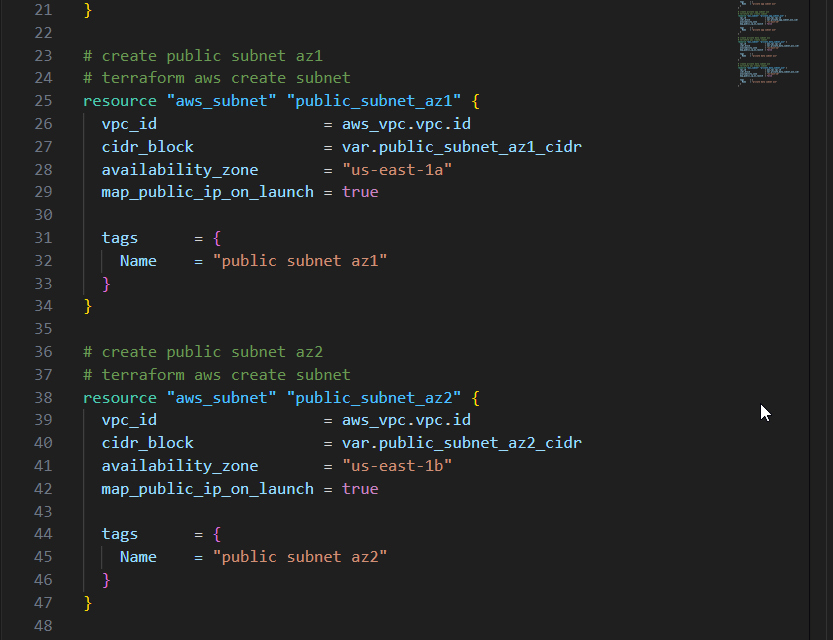 21 }
22
23 # create public subnet az1
24 # terraform aws create subnet
25 resource "aws_subnet" "public_subnet_az1" {
26   vpc_id                  = aws_vpc.vpc.id
27   cidr_block              = var.public_subnet_az1_cidr
28   availability_zone       = "us-east-1a"
29   map_public_ip_on_launch = true
30
31   tags      = {
32     Name    = "public subnet az1"
33   }
34 }
35
36 # create public subnet az2
37 # terraform aws create subnet
38 resource "aws_subnet" "public_subnet_az2" {
39   vpc_id                  = aws_vpc.vpc.id
40   cidr_block              = var.public_subnet_az2_cidr
41   availability_zone       = "us-east-1b"
42   map_public_ip_on_launch = true
43
44   tags      = {
45     Name    = "public subnet az2"
46   }
47 }
48